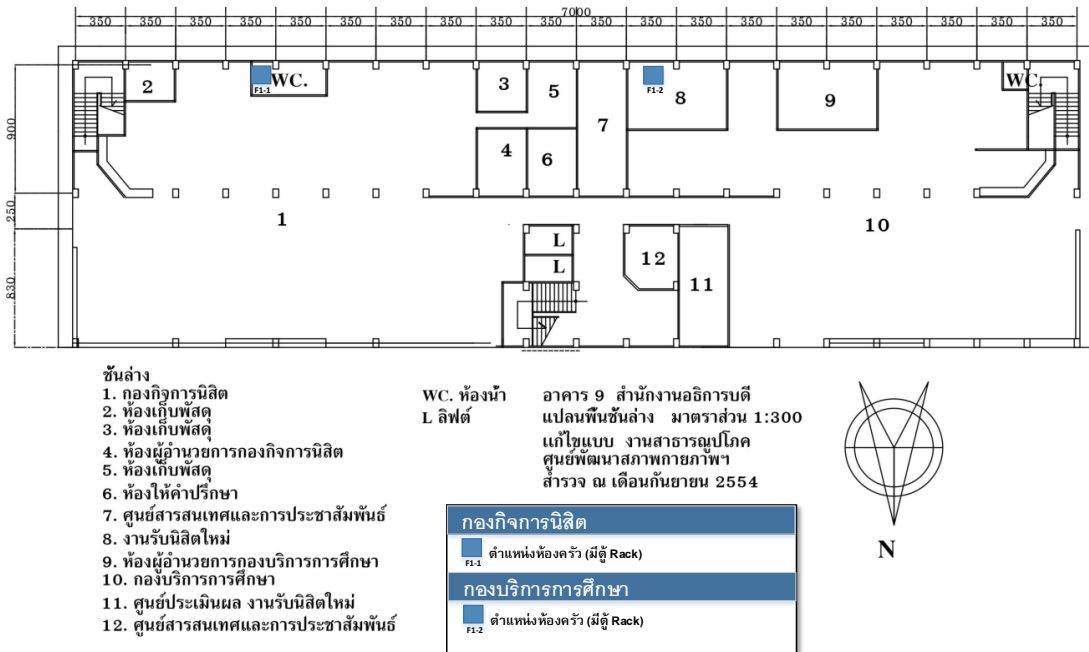 7000
350 350 350 350 350 350 350 350 350 350 350 350 350 350 350 350 350 350 350 350
900
250
830
2
F1-1
WC.
3
5
4
6
7
F1-2
8
9
WC.
1
10
L
L
12
11
ชั้นล่าง
1. กองกิจการนิสิต
2. ห้องเก็บพัสดุ
3. ห้องเก็บพัสดุ
4. ห้องผู้อำนวยการกองกิจการนิสิต
5. ห้องเก็บพัสดุ
6. ห้องให้คำปรึกษา
7. ศูนย์สารสนเทศและการประชาสัมพันธ์
8. งานรับนิสิตใหม่
9. ห้องผู้อำนวยการกองบริการการศึกษา
10. กองบริการการศึกษา
11. ศูนย์ประเมินผล งานรับนิสิตใหม่
12. ศูนย์สารสนเทศและการประชาสัมพันธ์
WC. ห้องน้ำ
L ลิฟต์
อาคาร 9 สำนักงานอธิการบดี
แปลนพื้นชั้นล่าง มาตราส่วน 1:300
แก้ไขแบบ งานสาธารณูปโภค
ศูนย์พัฒนาสภาพกายภาพฯ
สำรวจ ณ เดือนกันยายน 2554
N
กองกิจการนิสิต
F1-1
ตำแหน่งห้องครัว (มีตู้ Rack)
กองบริการการศึกษา
F1-2
ตำแหน่งห้องครัว (มีตู้ Rack)